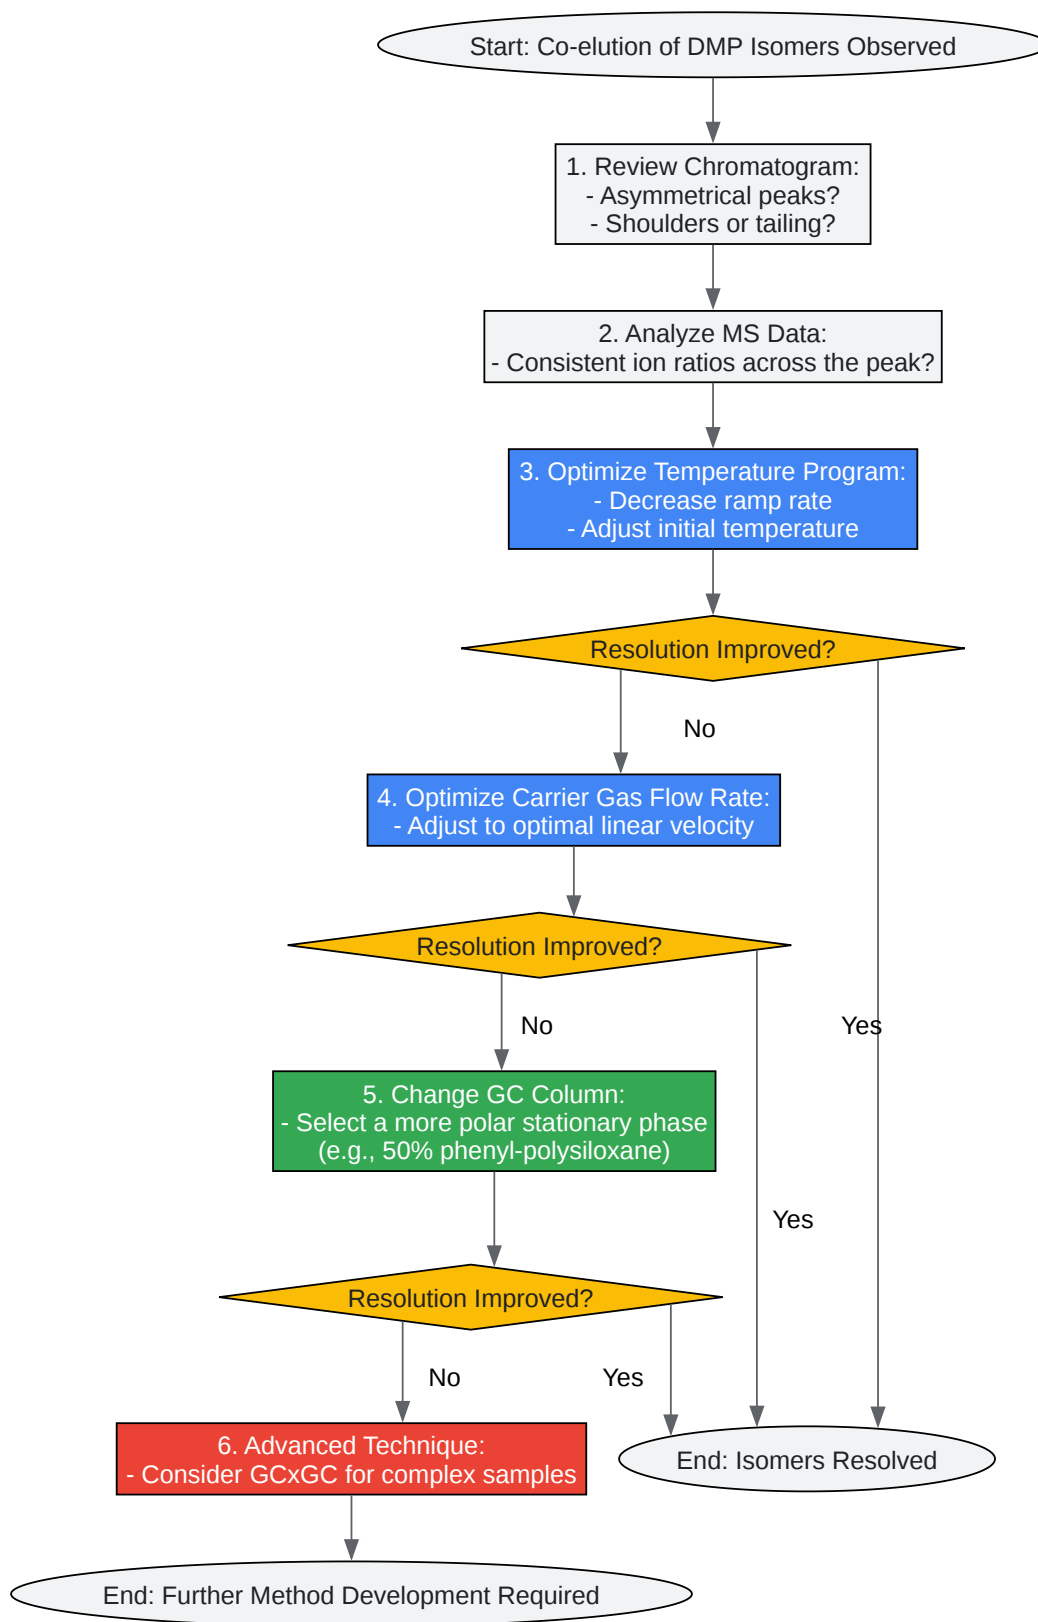 Start: Co-elution of DMP Isomers Observed
1. Review Chromatogram:
- Asymmetrical peaks?
- Shoulders or tailing?
2. Analyze MS Data:
- Consistent ion ratios across the peak?
3. Optimize Temperature Program:
- Decrease ramp rate
- Adjust initial temperature
Resolution Improved?
No
4. Optimize Carrier Gas Flow Rate:
- Adjust to optimal linear velocity
Resolution Improved?
No
Yes
5. Change GC Column:
- Select a more polar stationary phase
(e.g., 50% phenyl-polysiloxane)
Yes
Resolution Improved?
No
Yes
6. Advanced Technique:
- Consider GCxGC for complex samples
End: Isomers Resolved
End: Further Method Development Required